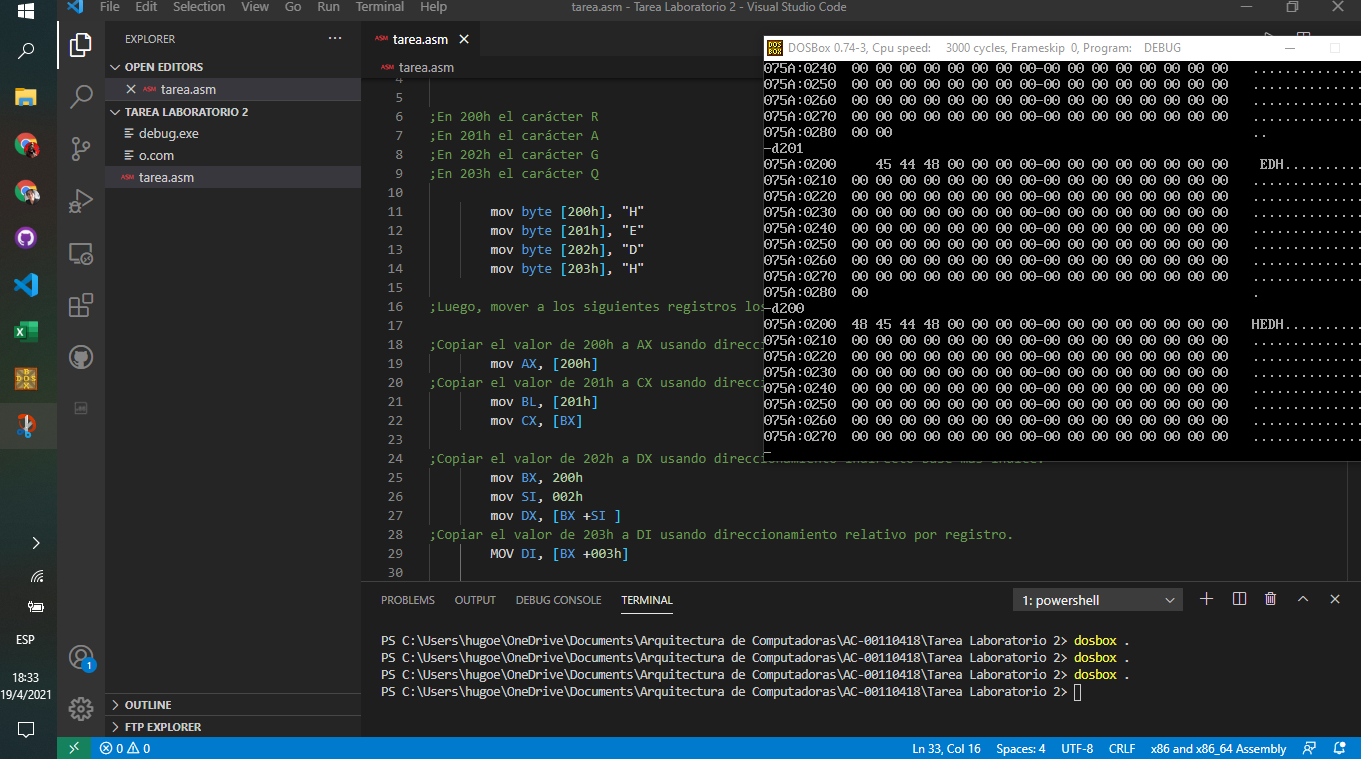 File Edit Selection View Go Run Terminal Help
tarea.asm - Tarea Laboratorio 2 - Visual Studio Code
EXPLORER
OPEN EDITORS
tarea.asm
TAREA LABORATORIO 2
debug.exe
o.com
tarea.asm
OUTLINE
FTP EXPLORER
tarea.asm
tarea.asm
4
5
6 ;En 200h el carácter R
7 ;En 201h el carácter A
8 ;En 202h el carácter G
9 ;En 203h el carácter Q
10
11 mov byte [200h], "H"
12 mov byte [201h], "E"
13 mov byte [202h], "D"
14 mov byte [203h], "H"
15
16 ;Luego, mover a los siguientes registros los
17
18 ;Copiar el valor de 200h a AX usando direcci
19 mov AX, [200h]
20 ;Copiar el valor de 201h a CX usando direcci
21 mov BL, [201h]
22 mov CX, [BX]
23
24 ;Copiar el valor de 202h a DX usando direccionamiento indirecto base más índice.
25 mov BX, 200h
26 mov SI, 002h
27 mov DX, [BX +SI ]
28 ;Copiar el valor de 203h a DI usando direccionamiento relativo por registro.
29 MOV DI, [BX +003h]
30
DOSBox 0.74-3, Cpu speed: 3000 cycles, Frameskip 0, Program: DEBUG
075A:0240 00 00 00 00 00 00 00 00-00 00 00 00 00 00 00 00 ..............
075A:0250 00 00 00 00 00 00 00 00-00 00 00 00 00 00 00 00 ..............
075A:0260 00 00 00 00 00 00 00 00-00 00 00 00 00 00 00 00 ..............
075A:0270 00 00 00 00 00 00 00 00-00 00 00 00 00 00 00 00 ..............
075A:0280 00 00 ..
-d201
075A:0200 45 44 48 00 00 00 00-00 00 00 00 00 00 00 00 EDH..........
075A:0210 00 00 00 00 00 00 00 00-00 00 00 00 00 00 00 00 ..............
075A:0220 00 00 00 00 00 00 00 00-00 00 00 00 00 00 00 00 ..............
075A:0230 00 00 00 00 00 00 00 00-00 00 00 00 00 00 00 00 ..............
075A:0240 00 00 00 00 00 00 00 00-00 00 00 00 00 00 00 00 ..............
075A:0250 00 00 00 00 00 00 00 00-00 00 00 00 00 00 00 00 ..............
075A:0260 00 00 00 00 00 00 00 00-00 00 00 00 00 00 00 00 ..............
075A:0270 00 00 00 00 00 00 00 00-00 00 00 00 00 00 00 00 ..............
075A:0280 00 .
-d200
075A:0200 48 45 44 48 00 00 00 00-00 00 00 00 00 00 00 00 HEDH..........
075A:0210 00 00 00 00 00 00 00 00-00 00 00 00 00 00 00 00 ..............
075A:0220 00 00 00 00 00 00 00 00-00 00 00 00 00 00 00 00 ..............
075A:0230 00 00 00 00 00 00 00 00-00 00 00 00 00 00 00 00 ..............
075A:0240 00 00 00 00 00 00 00 00-00 00 00 00 00 00 00 00 ..............
075A:0250 00 00 00 00 00 00 00 00-00 00 00 00 00 00 00 00 ..............
075A:0260 00 00 00 00 00 00 00 00-00 00 00 00 00 00 00 00 ..............
075A:0270 00 00 00 00 00 00 00 00-00 00 00 00 00 00 00 00 ..............
PROBLEMS OUTPUT DEBUG CONSOLE TERMINAL
1: powershell
PS C:\Users\hugoe\OneDrive\Documents\Arquitectura de Computadoras\AC-00110418\Tarea Laboratorio 2> dosbox .
PS C:\Users\hugoe\OneDrive\Documents\Arquitectura de Computadoras\AC-00110418\Tarea Laboratorio 2> dosbox .
PS C:\Users\hugoe\OneDrive\Documents\Arquitectura de Computadoras\AC-00110418\Tarea Laboratorio 2> dosbox .
PS C:\Users\hugoe\OneDrive\Documents\Arquitectura de Computadoras\AC-00110418\Tarea Laboratorio 2>
ESP
18:33
19/4/2021
1
0 0
Ln 33, Col 16 Spaces: 4 UTF-8 CRLF x86 and x86_64 Assembly